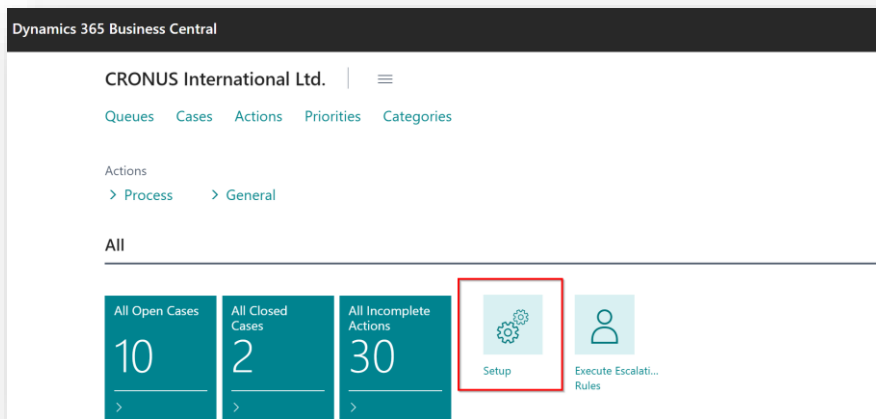 Dynamics 365 Business Central
CRONUS International Ltd.
Queues Cases Actions Priorities Categories
Actions
Process General
All
All Open Cases
10
All Closed
Cases
2
All Incomplete
Actions
30
Setup
Execute Escalati...
Rules